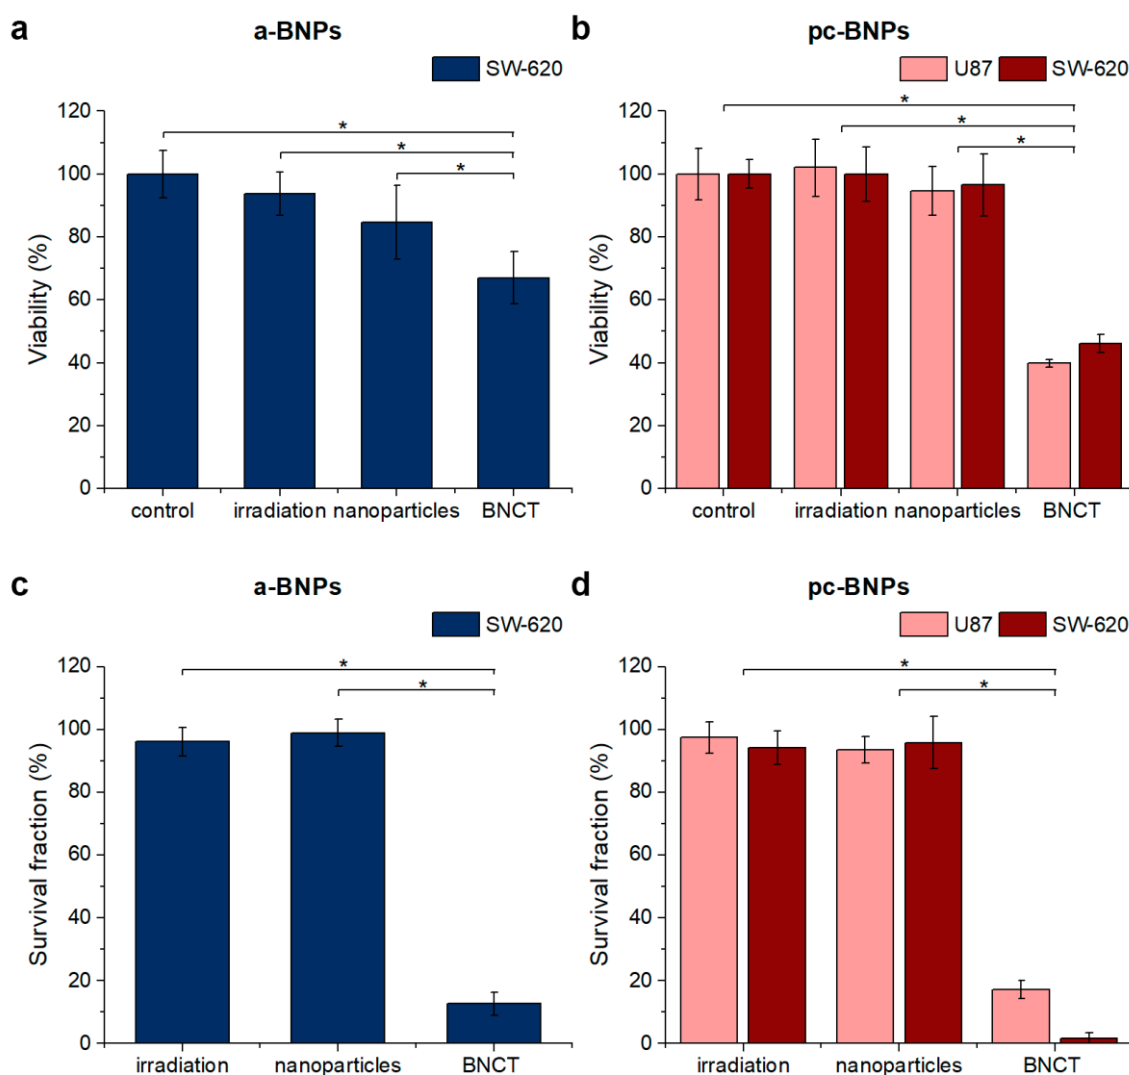 a
a-BNPs
SW-620
Viability (%)
120
100
80
60
40
20
0
*
*
*
control irradiation nanoparticles BNCT
b
pc-BNPs
U87 SW-620
Viability (%)
120
100
80
60
40
20
0
*
*
*
control irradiation nanoparticles BNCT
c
a-BNPs
SW-620
Survival fraction (%)
120
100
80
60
40
20
0
*
*
irradiation nanoparticles BNCT
d
pc-BNPs
U87 SW-620
Survival fraction (%)
120
100
80
60
40
20
0
*
*
irradiation nanoparticles BNCT